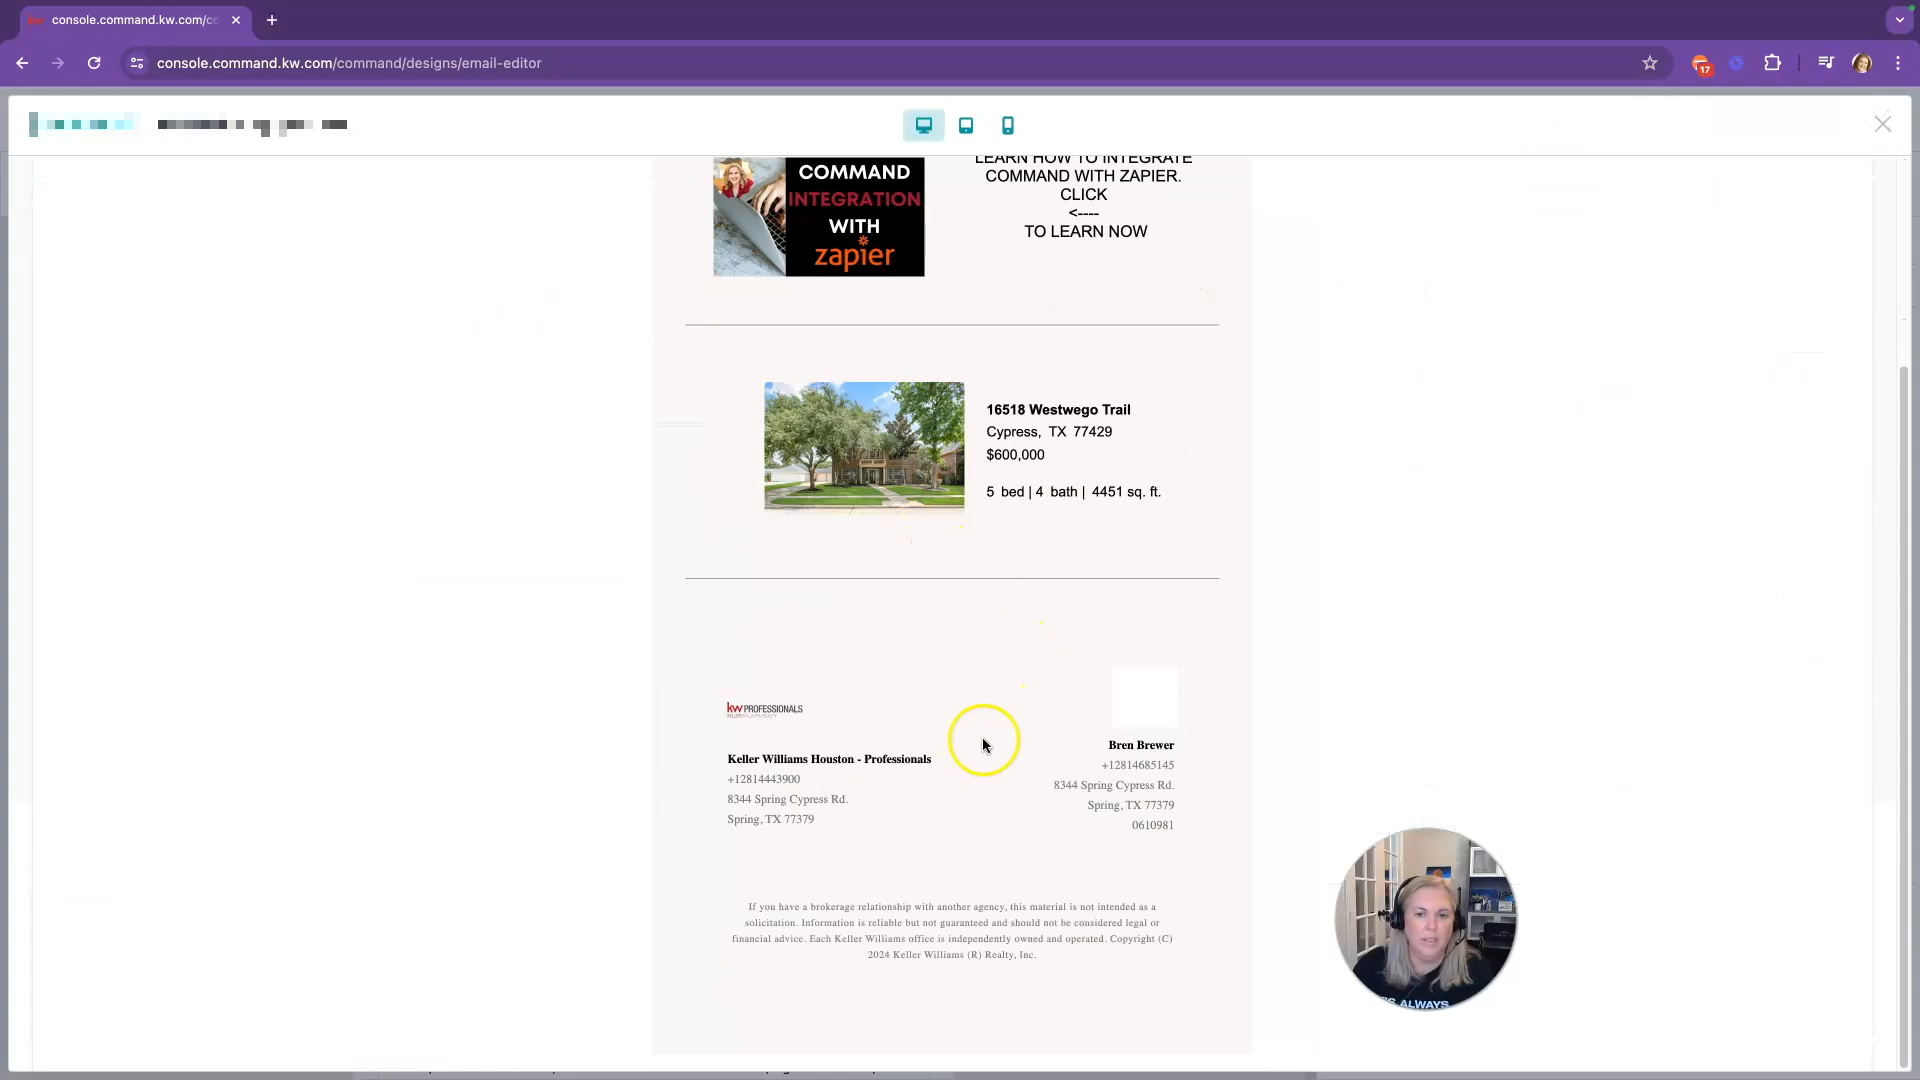 console.command.kw.com/cc
17
console.command.kw.com/command/designs/email-editor
COMMAND
INTEGRATION
WITH
zapier
LEARN HOW TO INTEGRATE
COMMAND WITH ZAPIER.
CLICK
<----
TO LEARN NOW
16518 Westwego Trail
Cypress, TX 77429
$600,000
5 bed | 4 bath | 4451 sq. ft.
kw PROFESSIONALS
KELLERWILLIAMS REALTY
Keller Williams Houston - Professionals
+12814443900
8344 Spring Cypress Rd.
Spring, TX 77379
Bren Brewer
+12814685145
8344 Spring Cypress Rd.
Spring, TX 77379
0610981
If you have a brokerage relationship with another agency, this material is not intended as a
solicitation. Information is reliable but not guaranteed and should not be considered legal or
financial advice. Each Keller Williams office is independently owned and operated. Copyright (C)
2024 Keller Williams (R) Realty, Inc.
ALWAYS